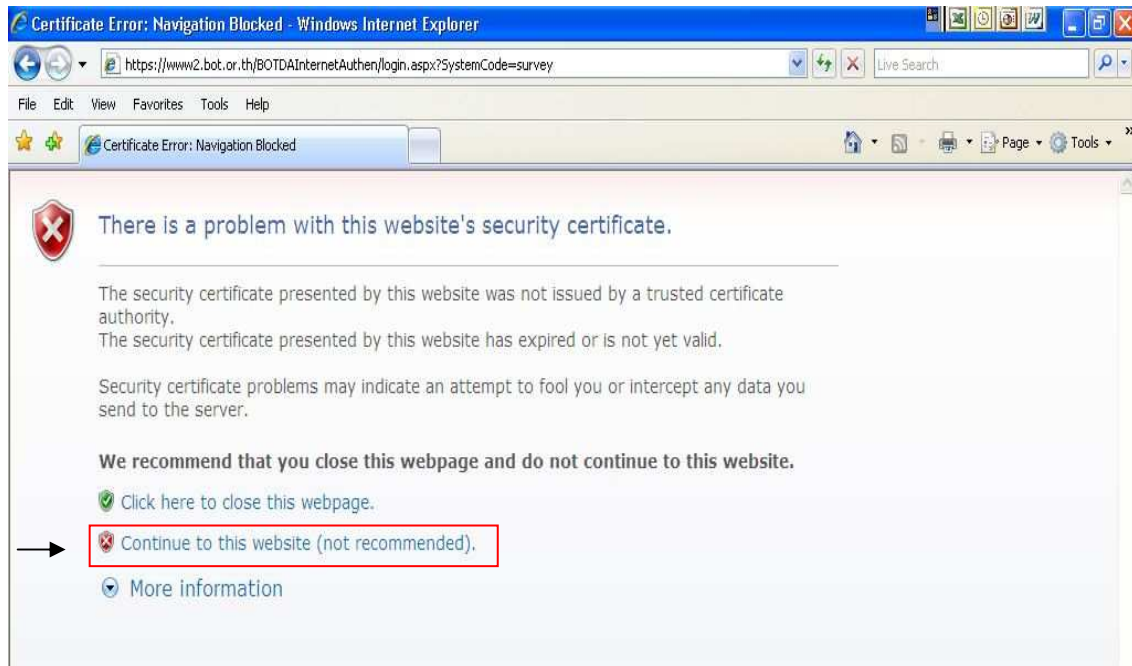 Certificate Error: Navigation Blocked - Windows Internet Explorer
https://www2.bot.or.th/BOTDAInternetAuthen/login.aspx?SystemCode=survey
Live Search
File Edit View Favorites Tools Help
Certificate Error: Navigation Blocked
Page Tools »
There is a problem with this website's security certificate.
The security certificate presented by this website was not issued by a trusted certificate
authority.
The security certificate presented by this website has expired or is not yet valid.
Security certificate problems may indicate an attempt to fool you or intercept any data you
send to the server.
We recommend that you close this webpage and do not continue to this website.
Click here to close this webpage.
Continue to this website (not recommended).
More information